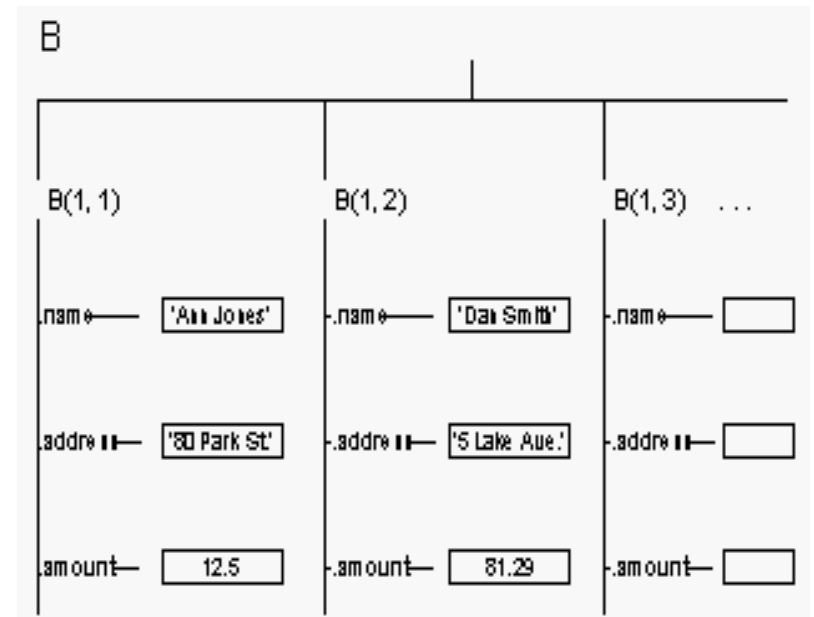 B
B(1, 1) B(1, 2) B(1, 3) ...
.name 'Ann Jones' .name 'Dan Smith' .name
.address '80 Park St.' .address '5 Lake Ave.' .address
.amount 12.5 .amount 81.29 .amount